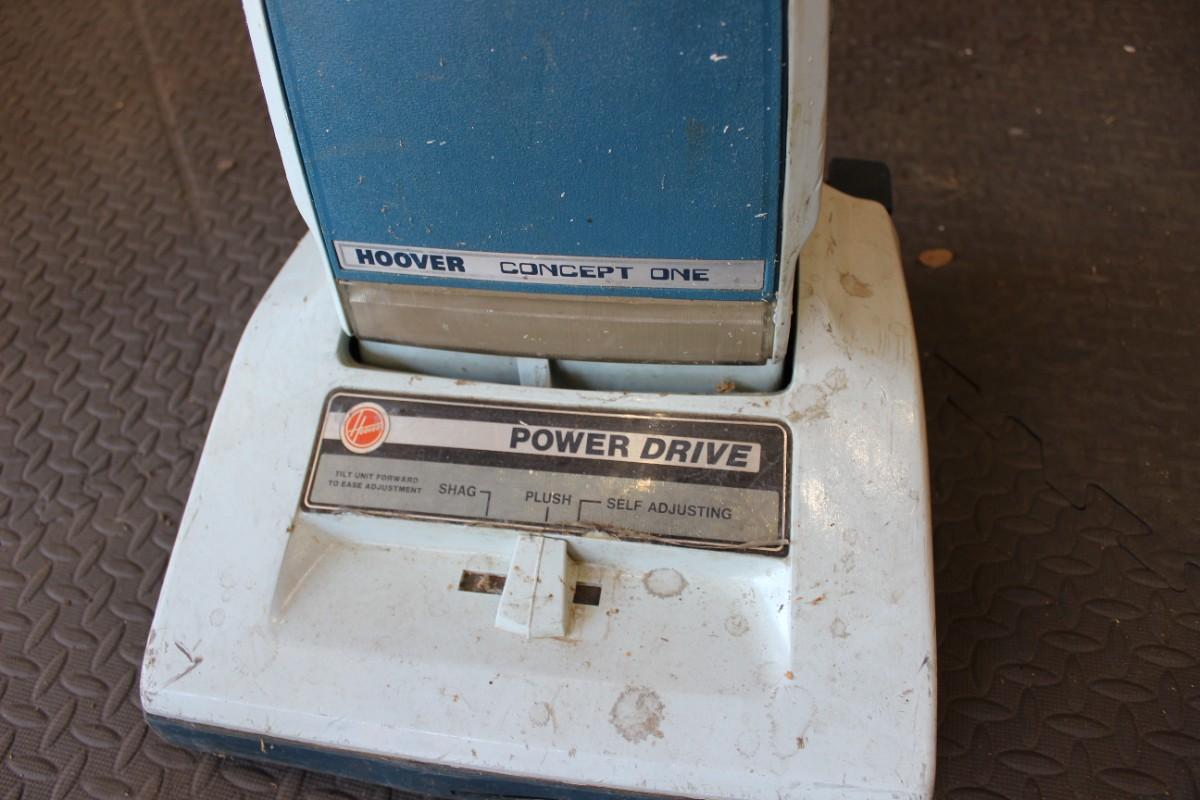 HOOVER CONCEPT ONE
Hoover
POWER DRIVE
TILT UNIT FORWARD
TO EASE ADJUSTMENT
SHAG PLUSH SELF ADJUSTING